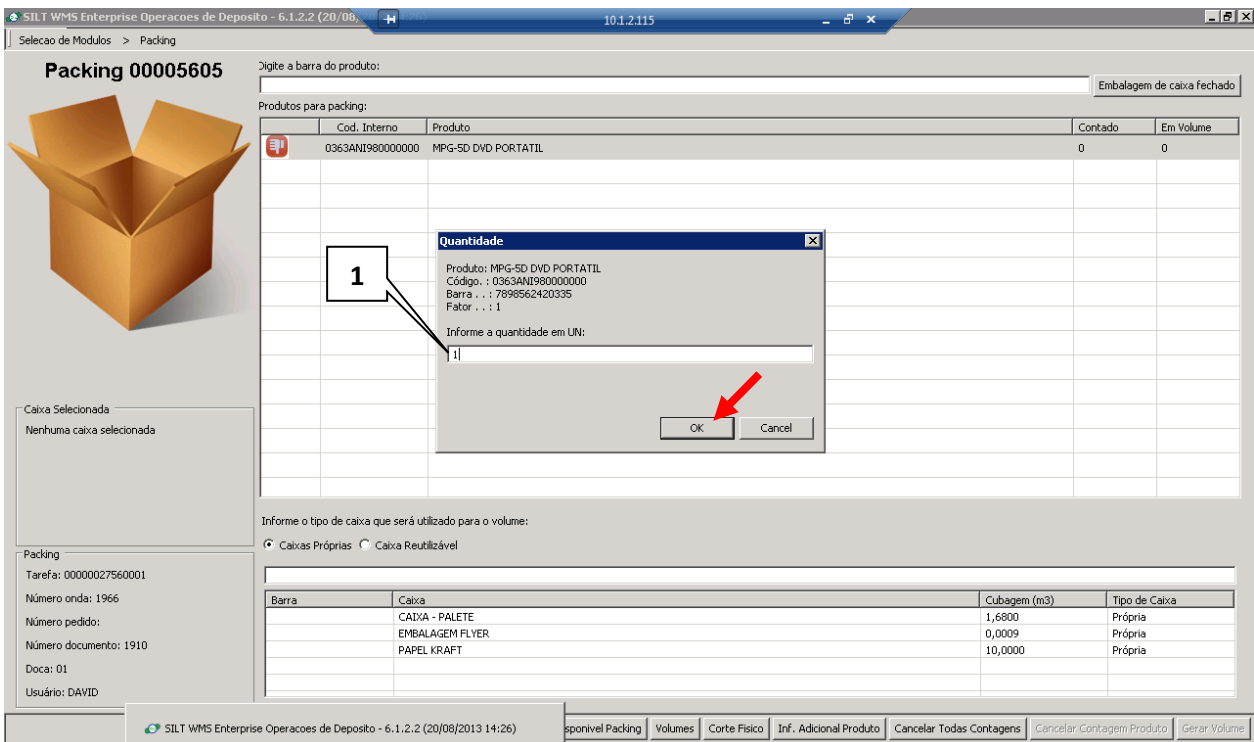 SILT WMS Enterprise Operacoes de Deposito - 6.1.2.2 (20/08/
10.1.2.115
Selecao de Modulos > Packing
Packing 00005605
Digite a barra do produto:
Embalagem de caixa fechado
Produtos para packing:
Cod. Interno Produto Contado Em Volume
0363ANI980000000 MPG-5D DVD PORTATIL 0 0
Quantidade
1
Produto: MPG-5D DVD PORTATIL
Código. : 0363ANI980000000
Barra . . : 7898562420335
Fator . . : 1
Informe a quantidade em UN:
1
OK Cancel
Caixa Selecionada
Nenhuma caixa selecionada
Informe o tipo de caixa que será utilizado para o volume:
Caixas Próprias Caixa Reutilizável
Packing
Tarefa: 00000027560001
Número onda: 1966
Número pedido:
Número documento: 1910
Doca: 01
Usuário: DAVID
Barra Caixa Cubagem (m3) Tipo de Caixa
CAIXA - PALETE 1,6800 Própria
EMBALAGEM FLYER 0,0009 Própria
PAPEL KRAFT 10,0000 Própria
SILT WMS Enterprise Operacoes de Deposito - 6.1.2.2 (20/08/2013 14:26)
sponivel Packing Volumes Corte Fisico Inf. Adicional Produto Cancelar Todas Contagens Cancelar Contagem Produto Gerar Volume